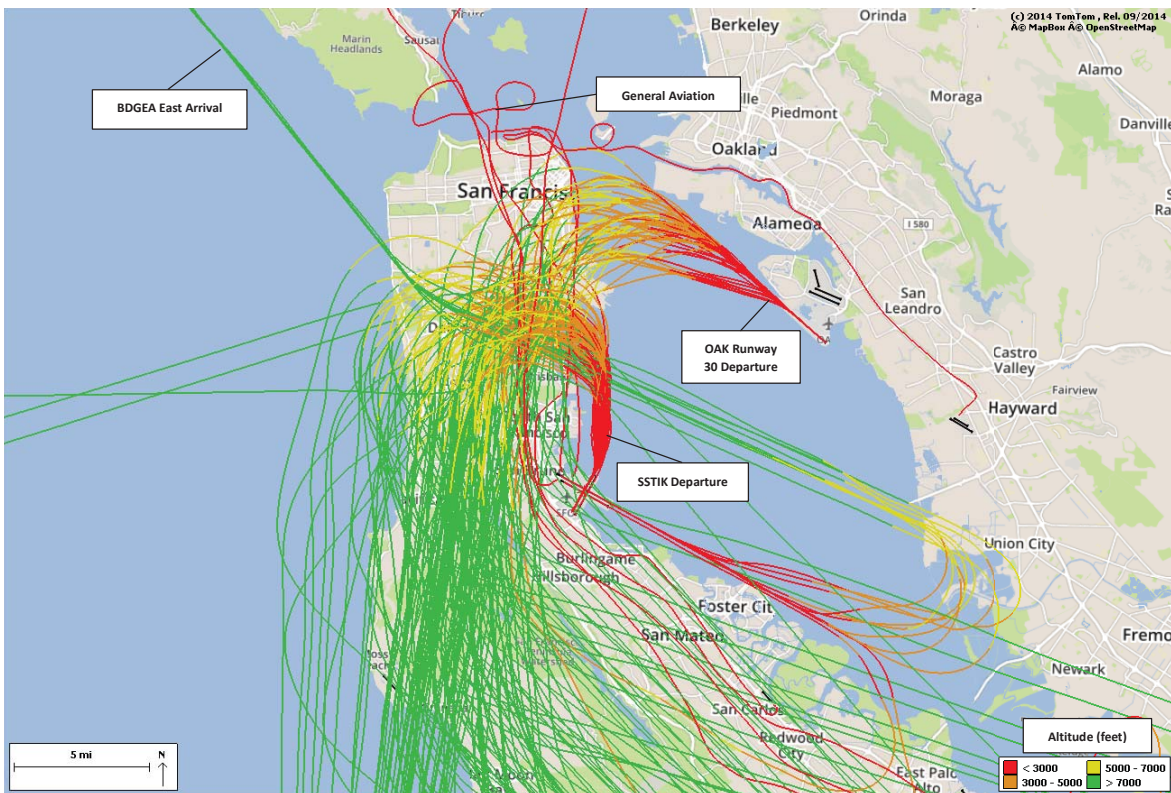 (c) 2014 TomTom , Rel. 09/2014
Â© MapBox Â© OpenStreetMap
Berkeley
Orinda
Marin
Headlands
Alamo
BDGEA East Arrival
General Aviation
Moraga
Piedmont
Oakland
San Francis
Alameda
I 580
San
Leandro
OAK Runway
30 Departure
Castro
Valley
Fairview
Hayward
SSTIK Departure
SFO
Union City
Burlingame
Hillsborough
Foster City
San Mateo
Fremo
Newark
San Carlos
Redwood
City
East Palo
Alto
5 mi
N
Altitude (feet)
< 3000
5000 - 7000
3000 - 5000
> 7000